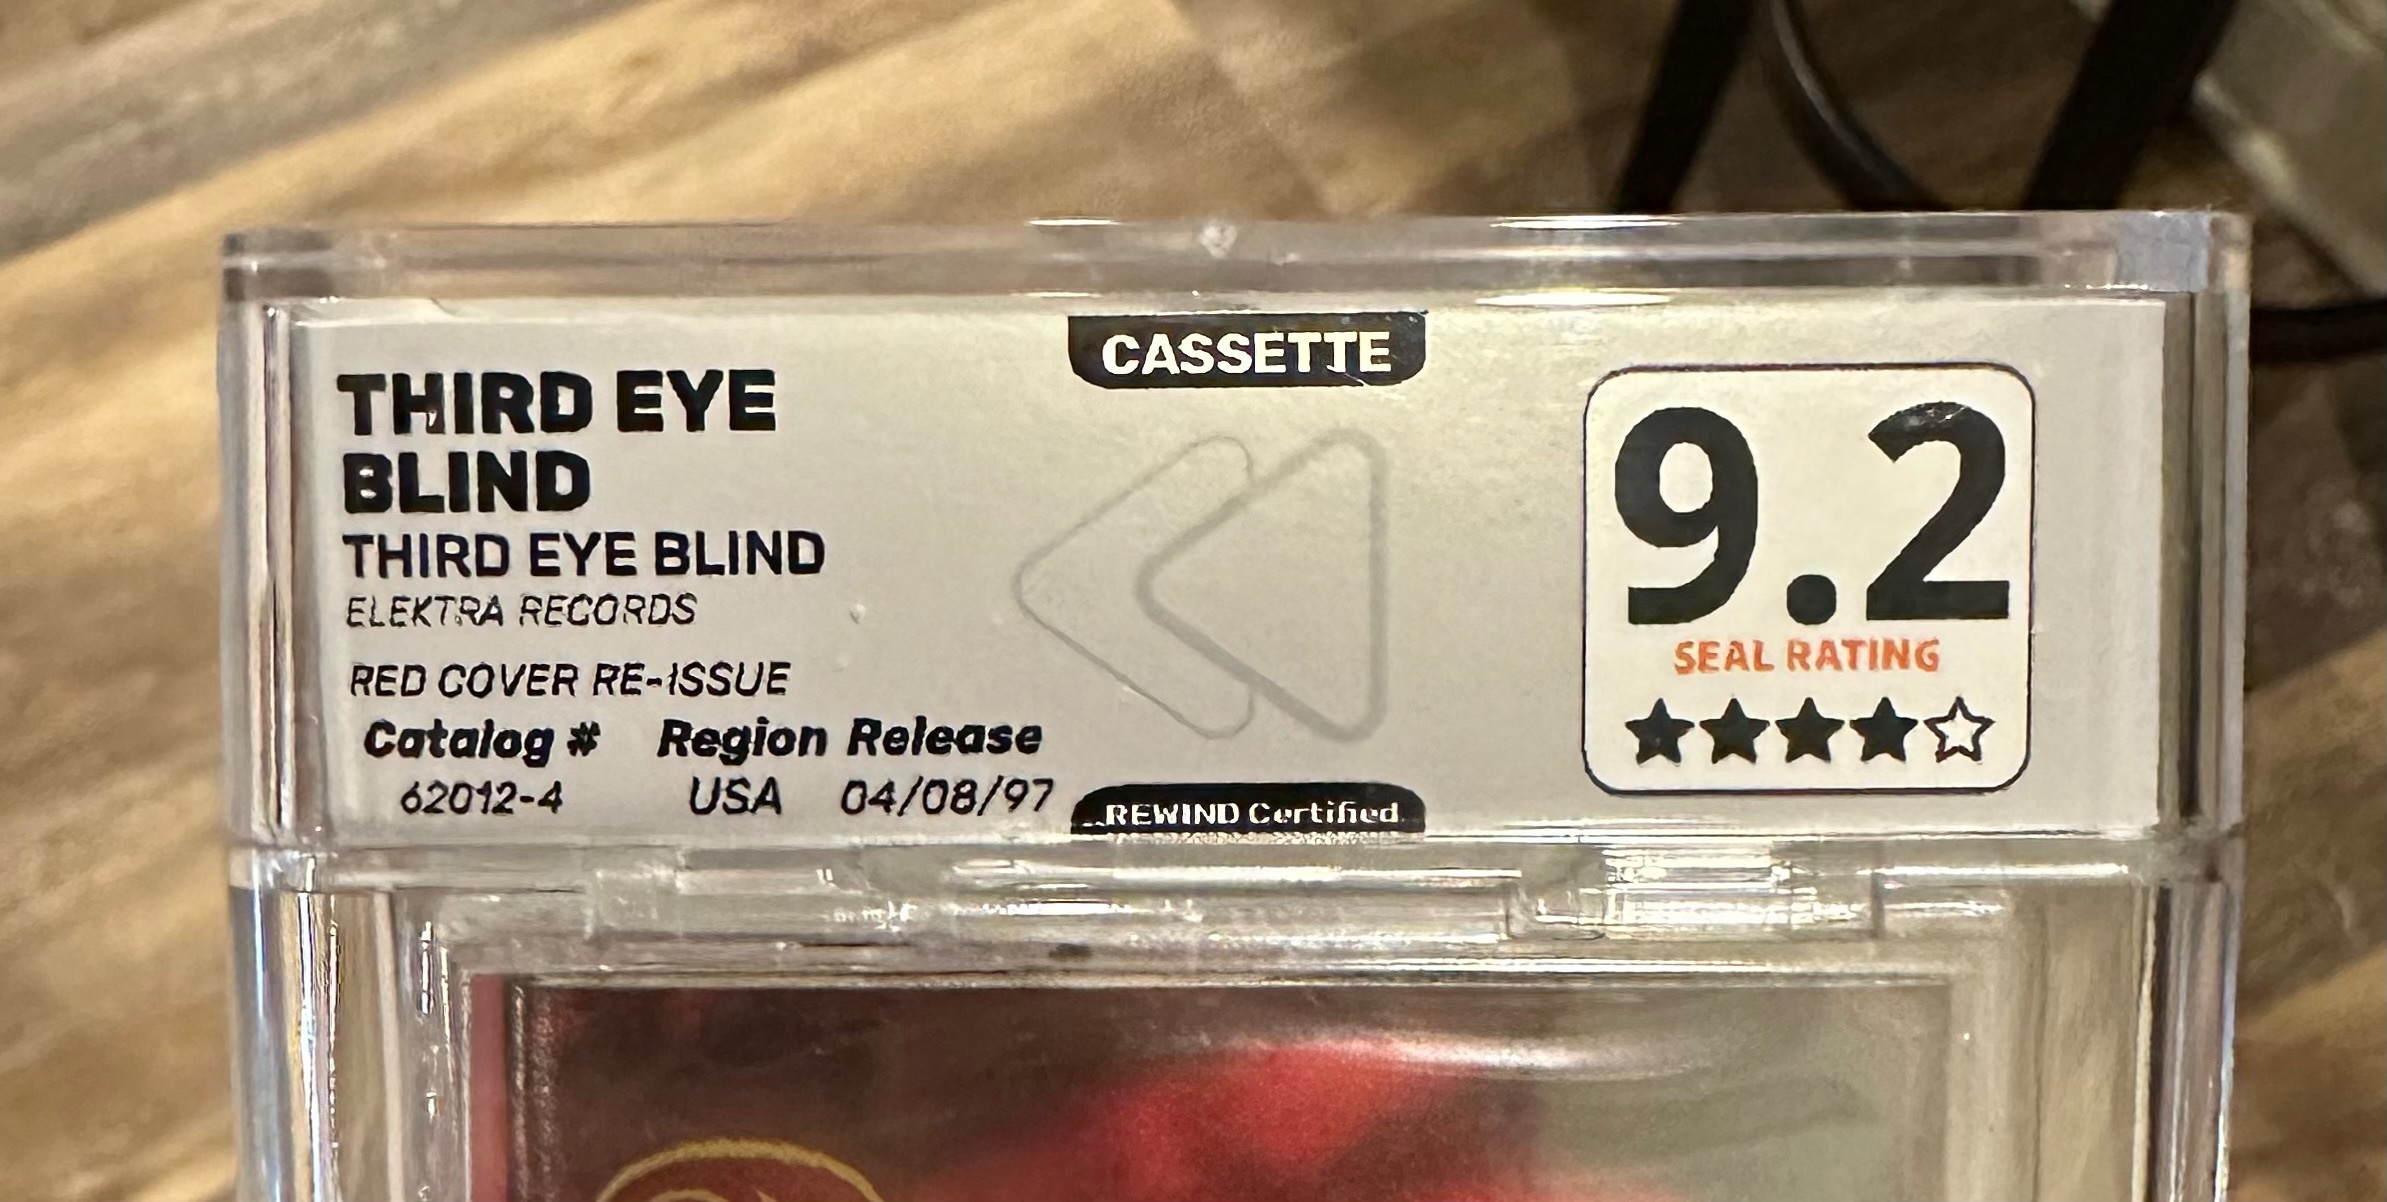 CASSETTE
THIRD EYE
BLIND
THIRD EYE BLIND
ELEKTRA RECORDS
RED COVER RE-ISSUE
Catalog # Region Release
62012-4 USA 04/08/97
REWIND Certified
9.2
SEAL RATING